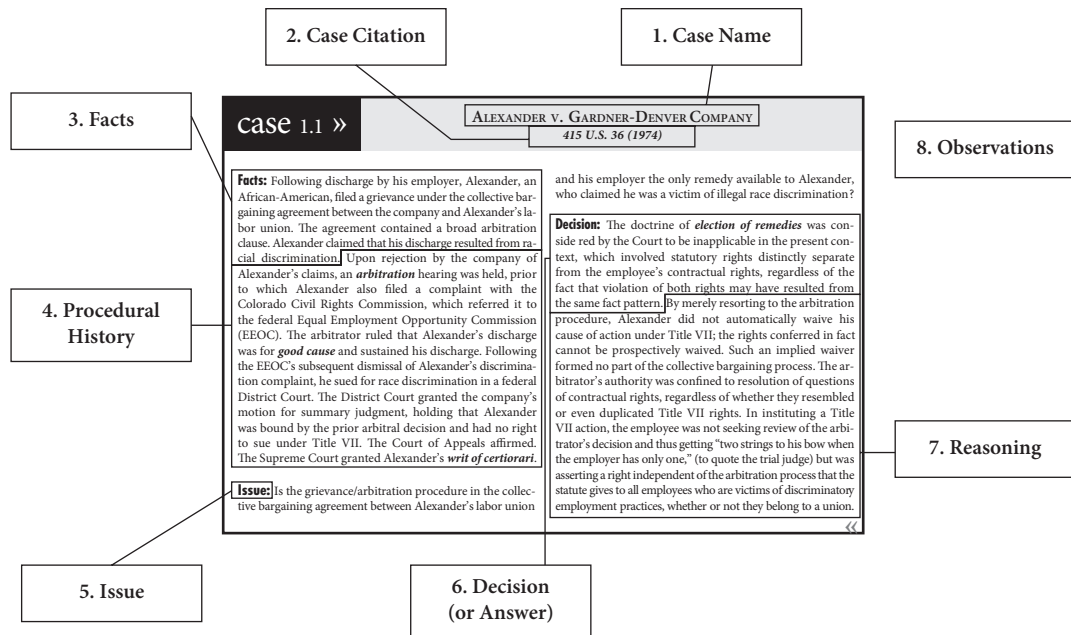 2. Case Citation
1. Case Name
3. Facts
case 1.1 »
ALEXANDER V. GARDNER-DENVER COMPANY
415 U.S. 36 (1974)
8. Observations
Facts: Following discharge by his employer, Alexander, an
African-American, filed a grievance under the collective bar-
gaining agreement between the company and Alexander's la-
bor union. The agreement contained a broad arbitration
clause. Alexander claimed that his discharge resulted from ra-
cial discrimination. Upon rejection by the company of
Alexander's claims, an arbitration hearing was held, prior
to which Alexander also filed a complaint with the
Colorado Civil Rights Commission, which referred it to
the federal Equal Employment Opportunity Commission
(EEOC). The arbitrator ruled that Alexander's discharge
was for good cause and sustained his discharge. Following
the EEOC's subsequent dismissal of Alexander's discrimina-
tion complaint, he sued for race discrimination in a federal
District Court. The District Court granted the company's
motion for summary judgment, holding that Alexander
was bound by the prior arbitral decision and had no right
to sue under Title VII. The Court of Appeals affirmed.
The Supreme Court granted Alexander's writ of certiorari.
Issue: Is the grievance/arbitration procedure in the collec-
tive bargaining agreement between Alexander's labor union
and his employer the only remedy available to Alexander,
who claimed he was a victim of illegal race discrimination?
Decision: The doctrine of election of remedies was con-
side red by the Court to be inapplicable in the present con-
text, which involved statutory rights distinctly separate
from the employee's contractual rights, regardless of the
fact that violation of both rights may have resulted from
the same fact pattern. By merely resorting to the arbitration
procedure, Alexander did not automatically waive his
cause of action under Title VII; the rights conferred in fact
cannot be prospectively waived. Such an implied waiver
formed no part of the collective bargaining process. The ar-
bitrator's authority was confined to resolution of questions
of contractual rights, regardless of whether they resembled
or even duplicated Title VII rights. In instituting a Title
VII action, the employee was not seeking review of the arbi-
trator's decision and thus getting "two strings to his bow when
the employer has only one," (to quote the trial judge) but was
asserting a right independent of the arbitration process that the
statute gives to all employees who are victims of discriminatory
employment practices, whether or not they belong to a union.
«
4. Procedural
History
7. Reasoning
5. Issue
6. Decision
(or Answer)